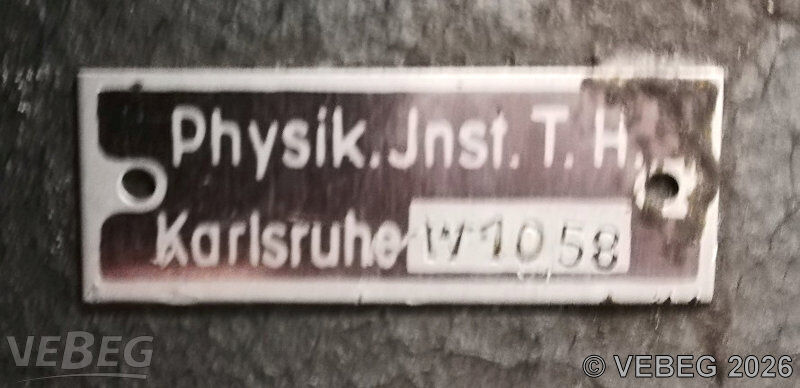 Physik. Jnst. T. H.
Karlsruhe W1058
VEBEG
© VEBEG 2026